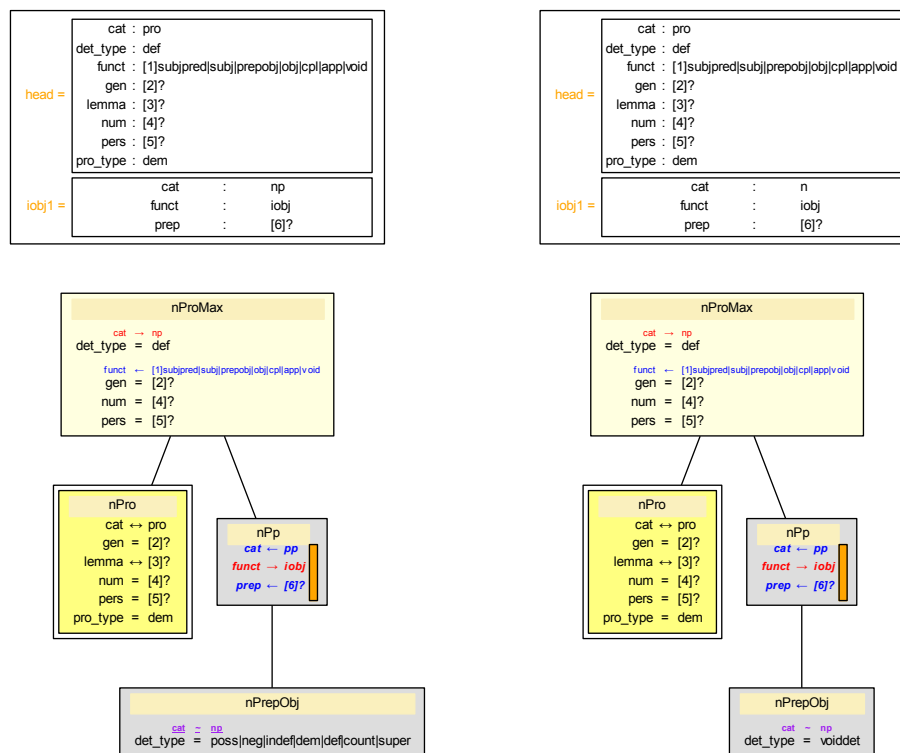 cat : pro
det_type : def
funct : [1]subjpred|subj|prepobj|obj|cpl|app|void
gen : [2]?
head =
lemma : [3]?
num : [4]?
pers : [5]?
pro_type : dem
cat : np
iobj1 =
funct : iobj
prep : [6]?
cat : pro
det_type : def
funct : [1]subjpred|subj|prepobj|obj|cpl|app|void
gen : [2]?
head =
lemma : [3]?
num : [4]?
pers : [5]?
pro_type : dem
cat : n
iobj1 =
funct : iobj
prep : [6]?
nProMax
cat → np
det_type = def
funct ← [1]subjpred|subj|prepobj|obj|cpl|app|void
gen = [2]?
num = [4]?
pers = [5]?
nPro
cat ↔ pro
gen = [2]?
lemma ↔ [3]?
num = [4]?
pers = [5]?
pro_type = dem
nPp
cat ← pp
funct → iobj
prep ← [6]?
nPrepObj
cat ~ np
det_type = poss|neg|indef|dem|def|count|super
nProMax
cat → np
det_type = def
funct ← [1]subjpred|subj|prepobj|obj|cpl|app|void
gen = [2]?
num = [4]?
pers = [5]?
nPro
cat ↔ pro
gen = [2]?
lemma ↔ [3]?
num = [4]?
pers = [5]?
pro_type = dem
nPp
cat ← pp
funct → iobj
prep ← [6]?
nPrepObj
cat ~ np
det_type = voiddet